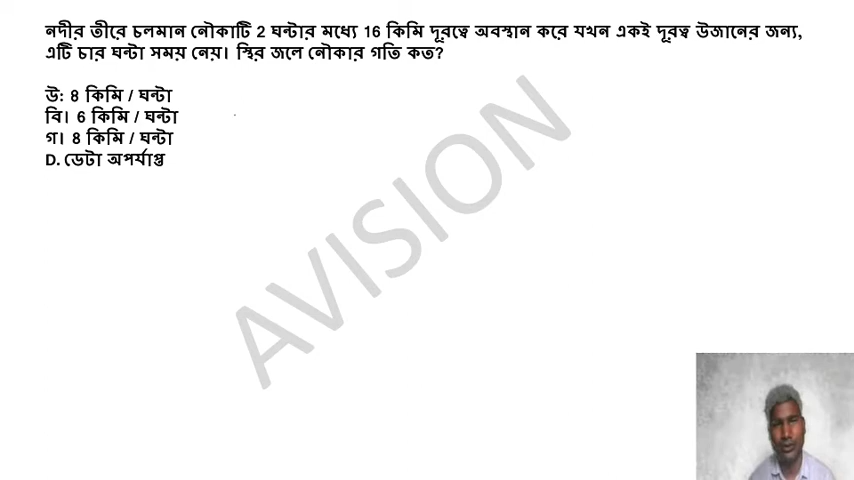 নদীর তীরে চলমান নৌকাটি 2 ঘন্টার মধ্যে 16 কিমি দূরত্বে অবস্থান করে যখন একই দূরত্ব উজানের জন্য,
এটি চার ঘন্টা সময় নেয়। স্থির জলে নৌকার গতি কত?
উ: 8 কিমি / ঘন্টা
বি। 6 কিমি / ঘন্টা
গ। 8 কিমি / ঘন্টা
D. ডেটা অপর্যাপ্ত
AVISION